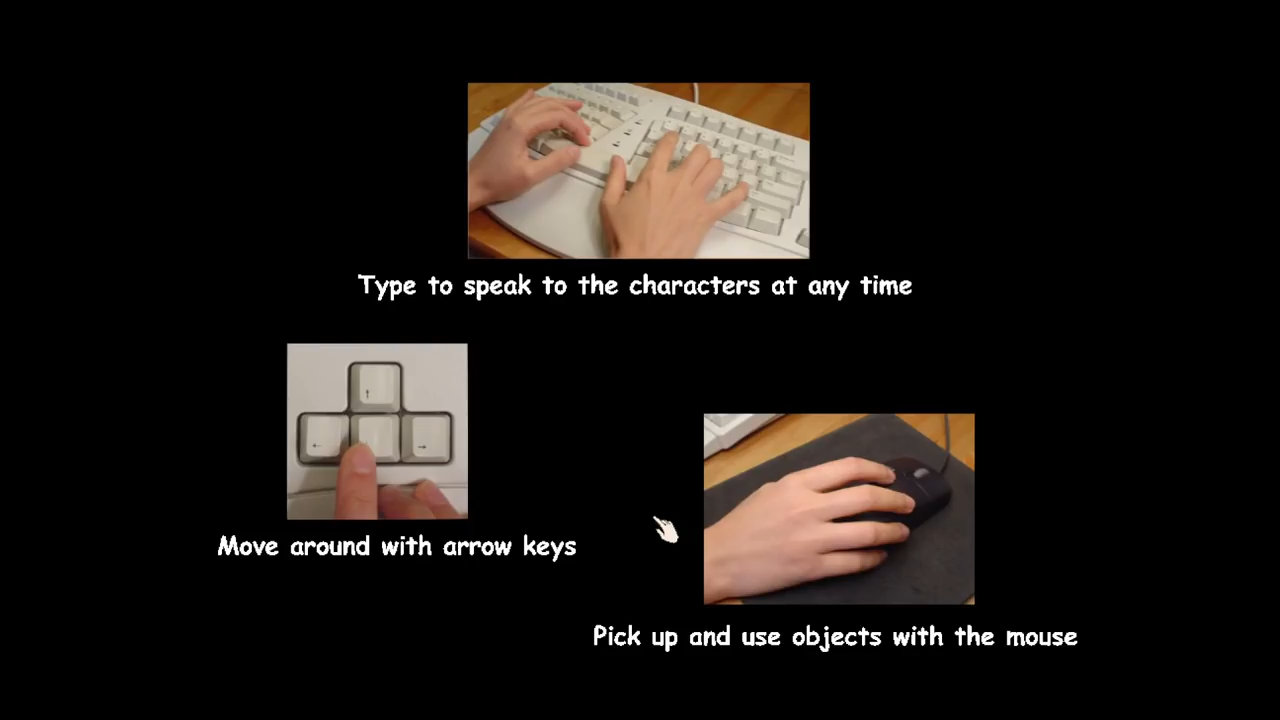 Type to speak to the characters at any time
Move around with arrow keys
Pick up and use objects with the mouse